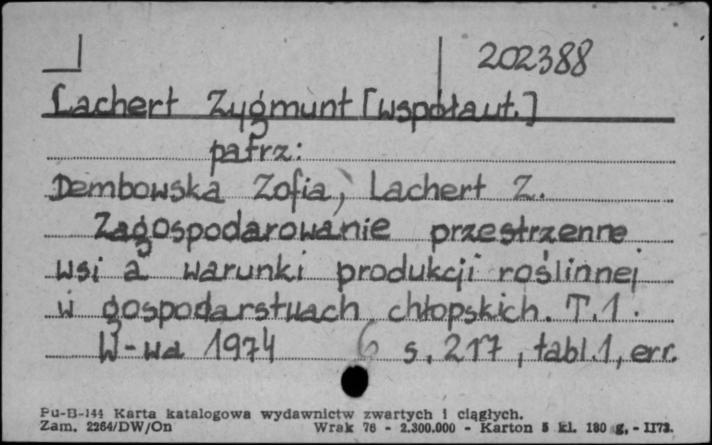 202388
Lachert Zygmunt [współaut.]
patrz:
Dembowska Zofia, Lachert Z.
Zagospodarowanie przestrzenne
wsi a warunki produkcji roślinnej
w gospodarstwach chłopskich. T.1.
W-wa 1974 6 s, 217, tabl.1, err.
Pu-B-144 Karta katalogowa wydawnictw zwartych i ciągłych.
Zam. 2264/DW/On Wrak 76 - 2.300.000 - Karton 5 kl. 180 g. - II73.